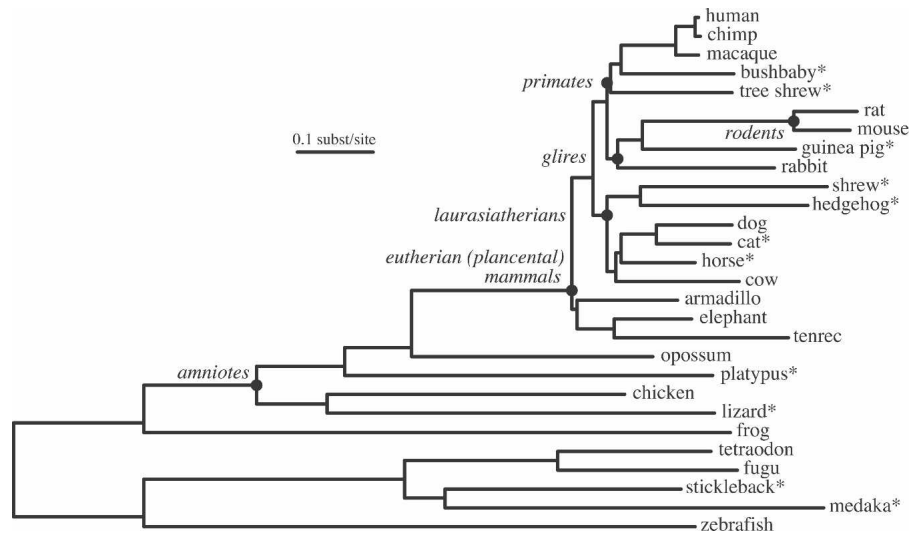 human
chimp
macaque
bushbaby*
primates
tree shrew*
rat
0.1 subst/site
rodents
mouse
guinea pig*
glires
rabbit
shrew*
laurasiatherians
hedgehog*
dog
cat*
eutherian (plancental)
mammals
horse*
cow
armadillo
elephant
tenrec
opossum
amniotes
platypus*
chicken
lizard*
frog
tetraodon
fugu
stickleback*
medaka*
zebrafish